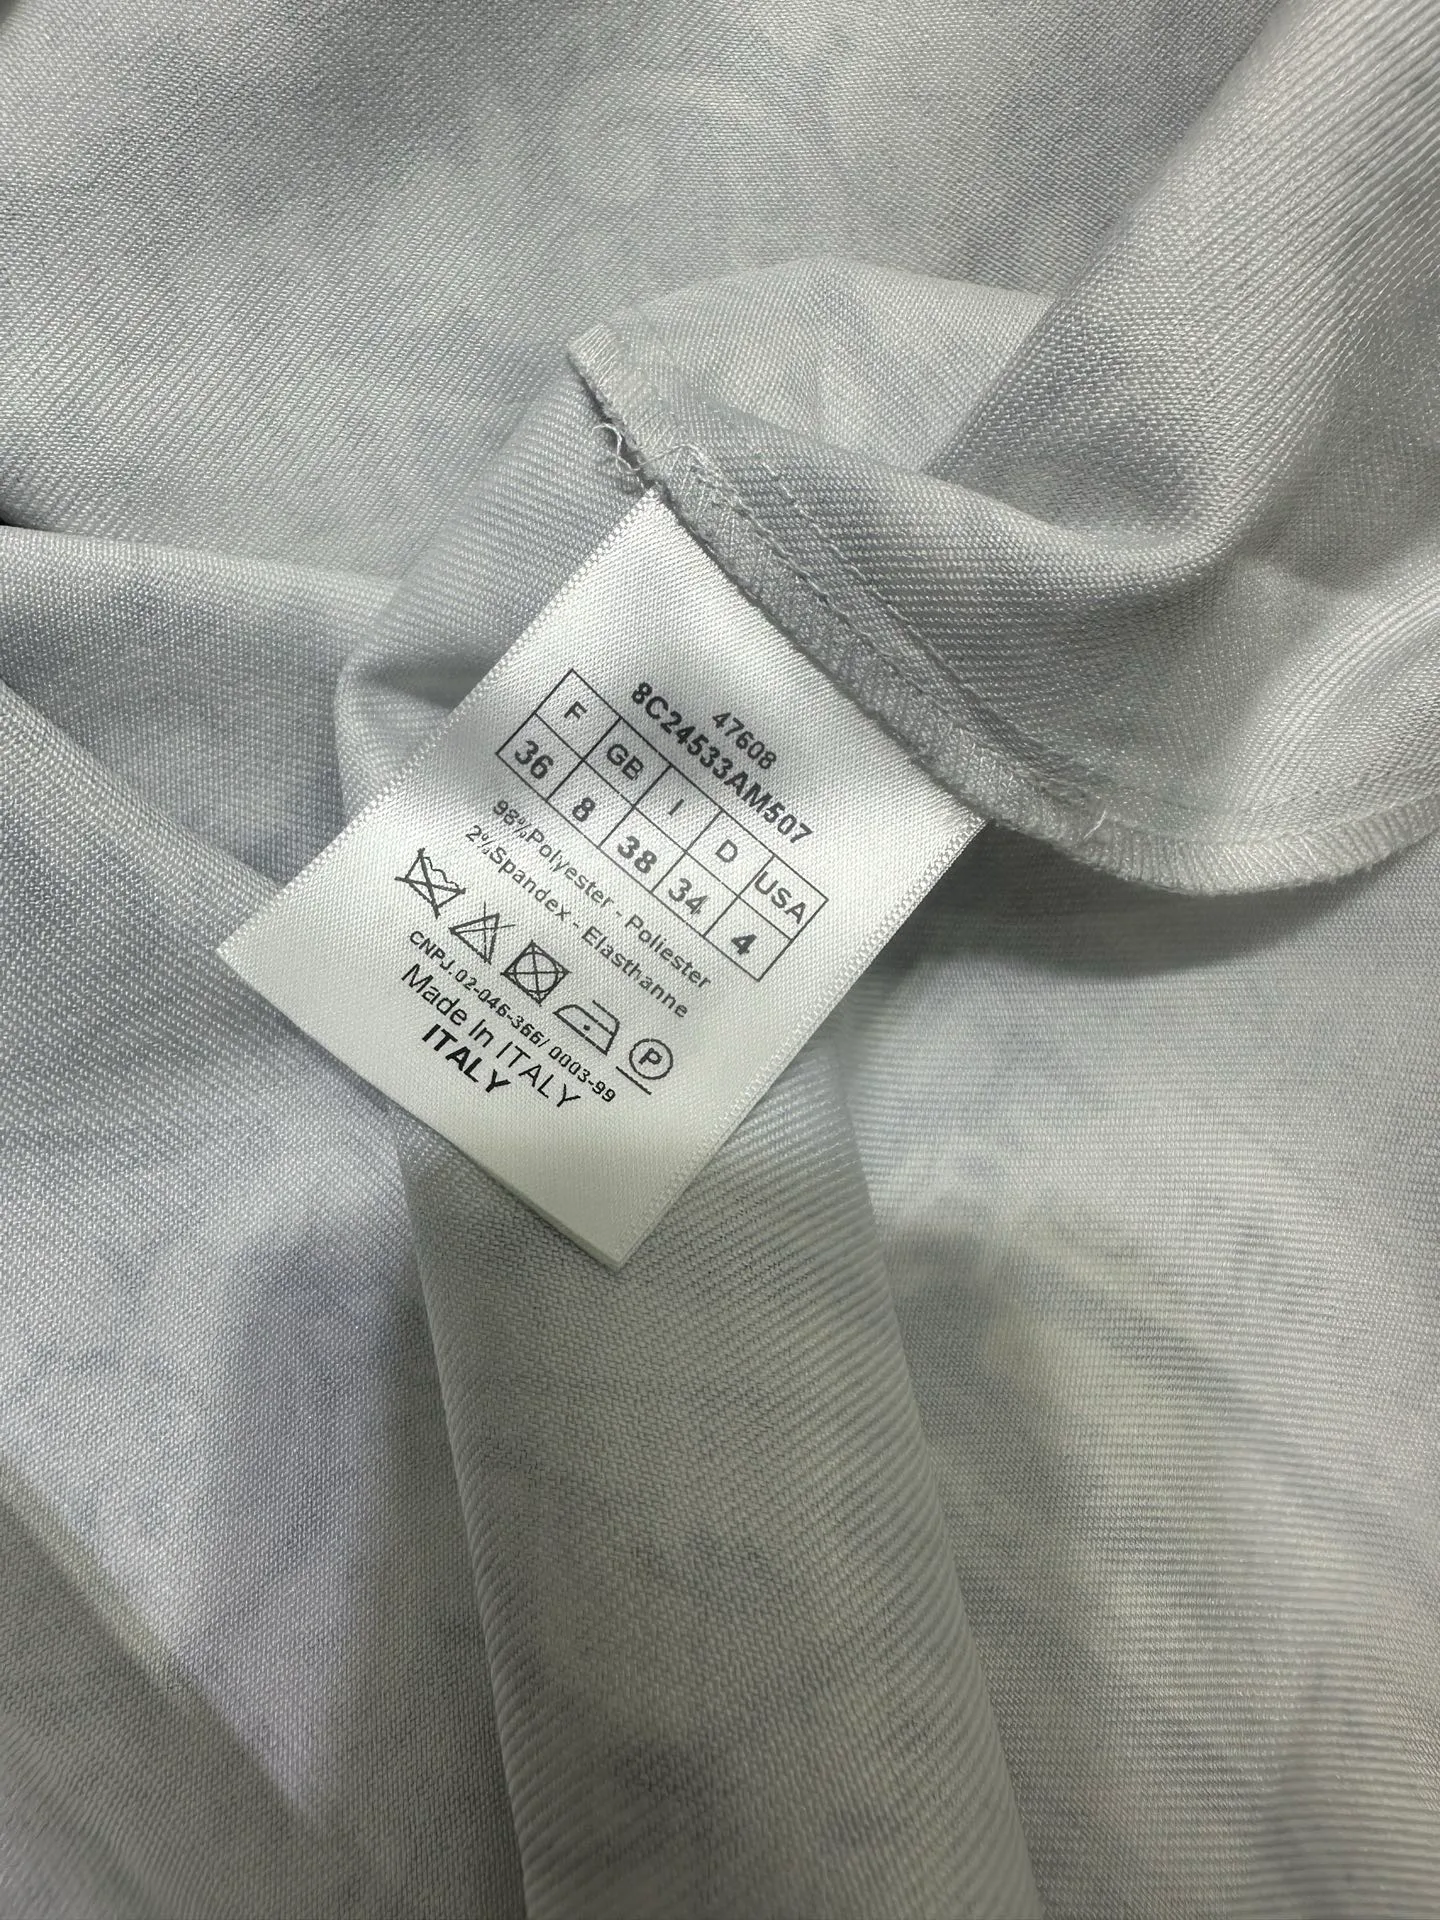 47608
8C24533AM507
F GB I D USA
36 8 38 34 4
98%Polyester - Poliester
2%Spandex - Elasthanne
P
CNPJ.02-046-366/ 0003-99
Made In ITALY
ITALY